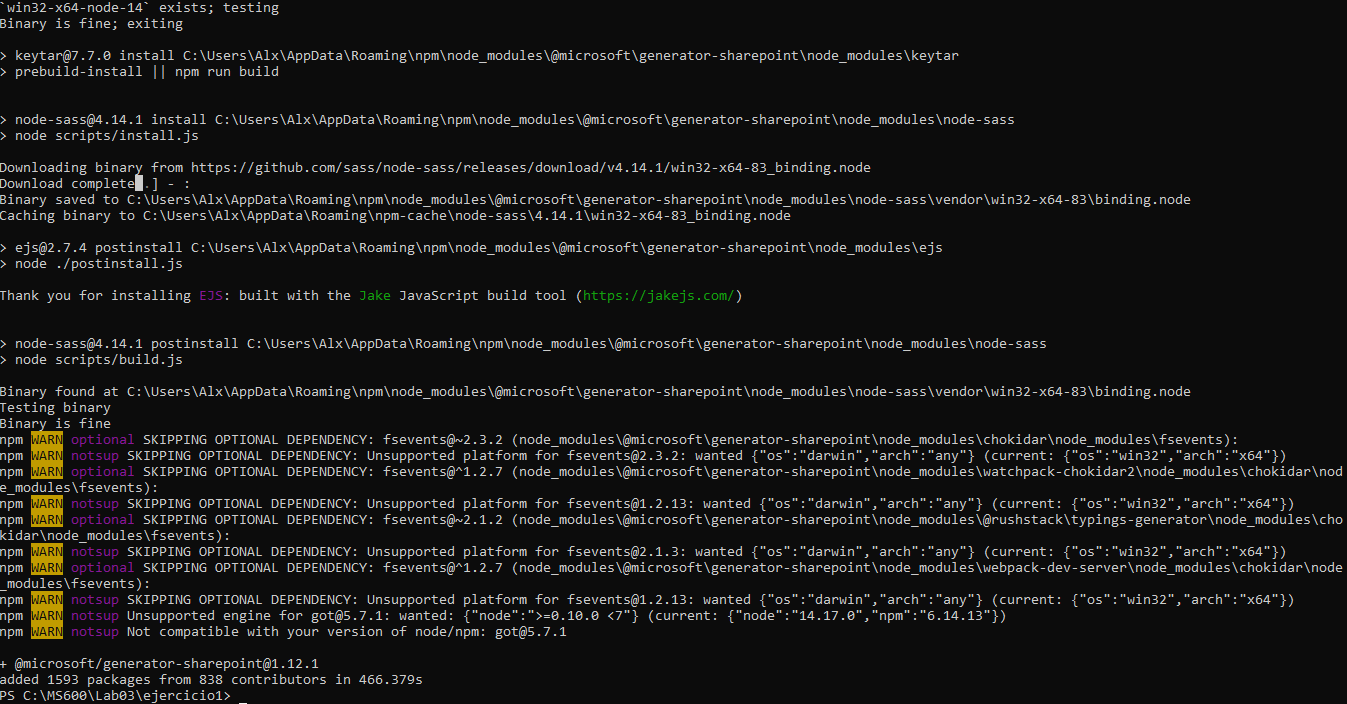 `win32-x64-node-14` exists; testing
Binary is fine; exiting
> keytar@7.7.0 install C:\Users\Alx\AppData\Roaming\npm\node_modules\@microsoft\generator-sharepoint\node_modules\keytar
> prebuild-install || npm run build
> node-sass@4.14.1 install C:\Users\Alx\AppData\Roaming\npm\node_modules\@microsoft\generator-sharepoint\node_modules\node-sass
> node scripts/install.js
Downloading binary from https://github.com/sass/node-sass/releases/download/v4.14.1/win32-x64-83_binding.node
Download complete.] - :
Binary saved to C:\Users\Alx\AppData\Roaming\npm\node_modules\@microsoft\generator-sharepoint\node_modules\node-sass\vendor\win32-x64-83\binding.node
Caching binary to C:\Users\Alx\AppData\Roaming\npm-cache\node-sass\4.14.1\win32-x64-83_binding.node
> ejs@2.7.4 postinstall C:\Users\Alx\AppData\Roaming\npm\node_modules\@microsoft\generator-sharepoint\node_modules\ejs
> node ./postinstall.js
Thank you for installing EJS: built with the Jake JavaScript build tool (https://jakejs.com/)
> node-sass@4.14.1 postinstall C:\Users\Alx\AppData\Roaming\npm\node_modules\@microsoft\generator-sharepoint\node_modules\node-sass
> node scripts/build.js
Binary found at C:\Users\Alx\AppData\Roaming\npm\node_modules\@microsoft\generator-sharepoint\node_modules\node-sass\vendor\win32-x64-83\binding.node
Testing binary
Binary is fine
npm WARN optional SKIPPING OPTIONAL DEPENDENCY: fsevents@~2.3.2 (node_modules\@microsoft\generator-sharepoint\node_modules\chokidar\node_modules\fsevents):
npm WARN notsup SKIPPING OPTIONAL DEPENDENCY: Unsupported platform for fsevents@2.3.2: wanted {"os":"darwin","arch":"any"} (current: {"os":"win32","arch":"x64"})
npm WARN optional SKIPPING OPTIONAL DEPENDENCY: fsevents@^1.2.7 (node_modules\@microsoft\generator-sharepoint\node_modules\watchpack-chokidar2\node_modules\chokidar\nod
e_modules\fsevents):
npm WARN notsup SKIPPING OPTIONAL DEPENDENCY: Unsupported platform for fsevents@1.2.13: wanted {"os":"darwin","arch":"any"} (current: {"os":"win32","arch":"x64"})
npm WARN optional SKIPPING OPTIONAL DEPENDENCY: fsevents@~2.1.2 (node_modules\@microsoft\generator-sharepoint\node_modules\@rushstack\typings-generator\node_modules\cho
kidar\node_modules\fsevents):
npm WARN notsup SKIPPING OPTIONAL DEPENDENCY: Unsupported platform for fsevents@2.1.3: wanted {"os":"darwin","arch":"any"} (current: {"os":"win32","arch":"x64"})
npm WARN optional SKIPPING OPTIONAL DEPENDENCY: fsevents@^1.2.7 (node_modules\@microsoft\generator-sharepoint\node_modules\webpack-dev-server\node_modules\chokidar\node
_modules\fsevents):
npm WARN notsup SKIPPING OPTIONAL DEPENDENCY: Unsupported platform for fsevents@1.2.13: wanted {"os":"darwin","arch":"any"} (current: {"os":"win32","arch":"x64"})
npm WARN notsup Unsupported engine for got@5.7.1: wanted: {"node":">=0.10.0 <7"} (current: {"node":"14.17.0","npm":"6.14.13"})
npm WARN notsup Not compatible with your version of node/npm: got@5.7.1
+ @microsoft/generator-sharepoint@1.12.1
added 1593 packages from 838 contributors in 466.379s
PS C:\MS600\Lab03\ejercicio1>